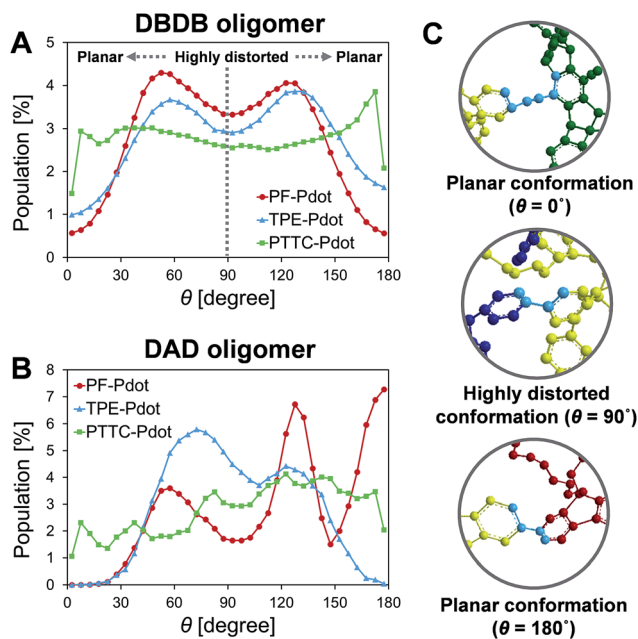 DBDB oligomer
A
Population [%]
5
4
3
2
1
0
Planar
Highly distorted
Planar
PF-Pdot
TPE-Pdot
PTTC-Pdot
0
30
60
90
120
150
180
θ [degree]
DAD oligomer
B
Population [%]
8
7
6
5
4
3
2
1
0
PF-Pdot
TPE-Pdot
PTTC-Pdot
0
30
60
90
120
150
180
θ [degree]
C
Planar conformation
(θ = 0˚)
Highly distorted
conformation (θ = 90˚)
Planar conformation
(θ = 180˚)